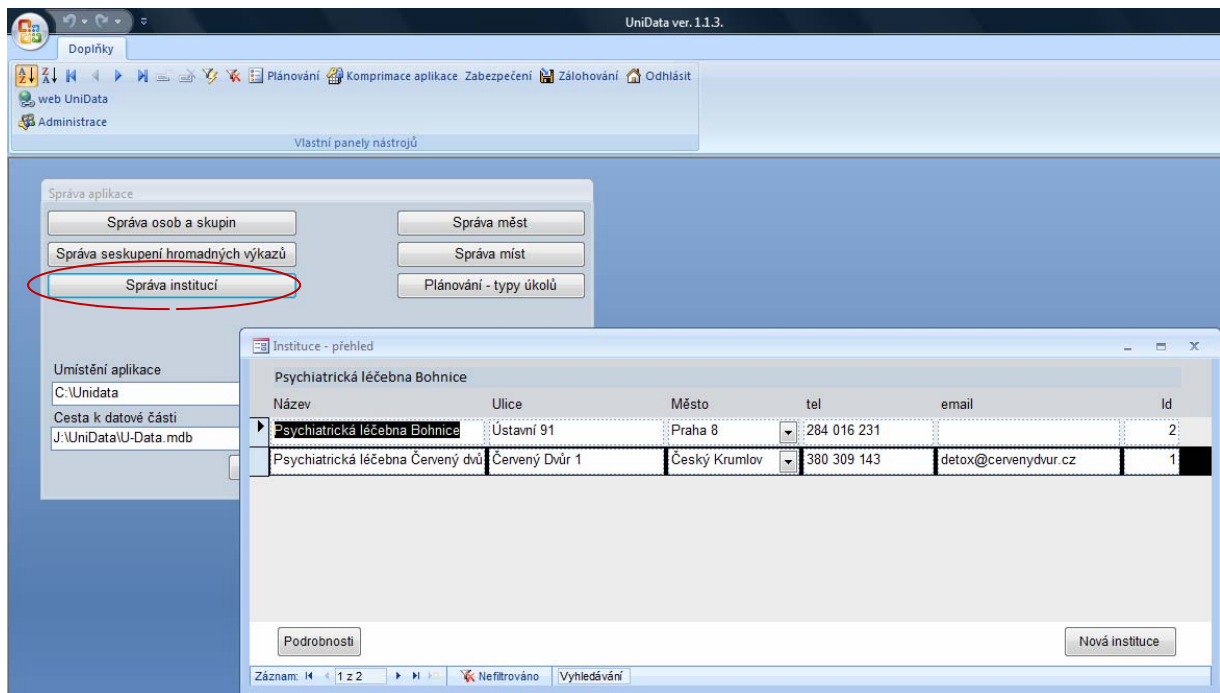 UniData ver. 1.1.3.
Doplňky
Plánování Komprimace aplikace Zabezpečení Zálohování Odhlásit
web UniData
Administrace
Vlastní panely nástrojů
Správa aplikace
Správa osob a skupin
Správa měst
Správa seskupení hromadných výkazů
Správa míst
Správa institucí
Plánování - typy úkolů
Umístění aplikace
C:\Unidata
Cesta k datové části
J:\UniData\U-Data.mdb
Instituce - přehled
Psychiatrická léčebna Bohnice
Název Ulice Město tel email Id
Psychiatrická léčebna Bohnice Ústavní 91 Praha 8 284 016 231 2
Psychiatrická léčebna Červený dvů Červený Dvůr 1 Český Krumlov 380 309 143 detox@cervenydvur.cz 1
Podrobnosti
Nová instituce
Záznam: 1 z 2 Nefiltrováno Vyhledávání